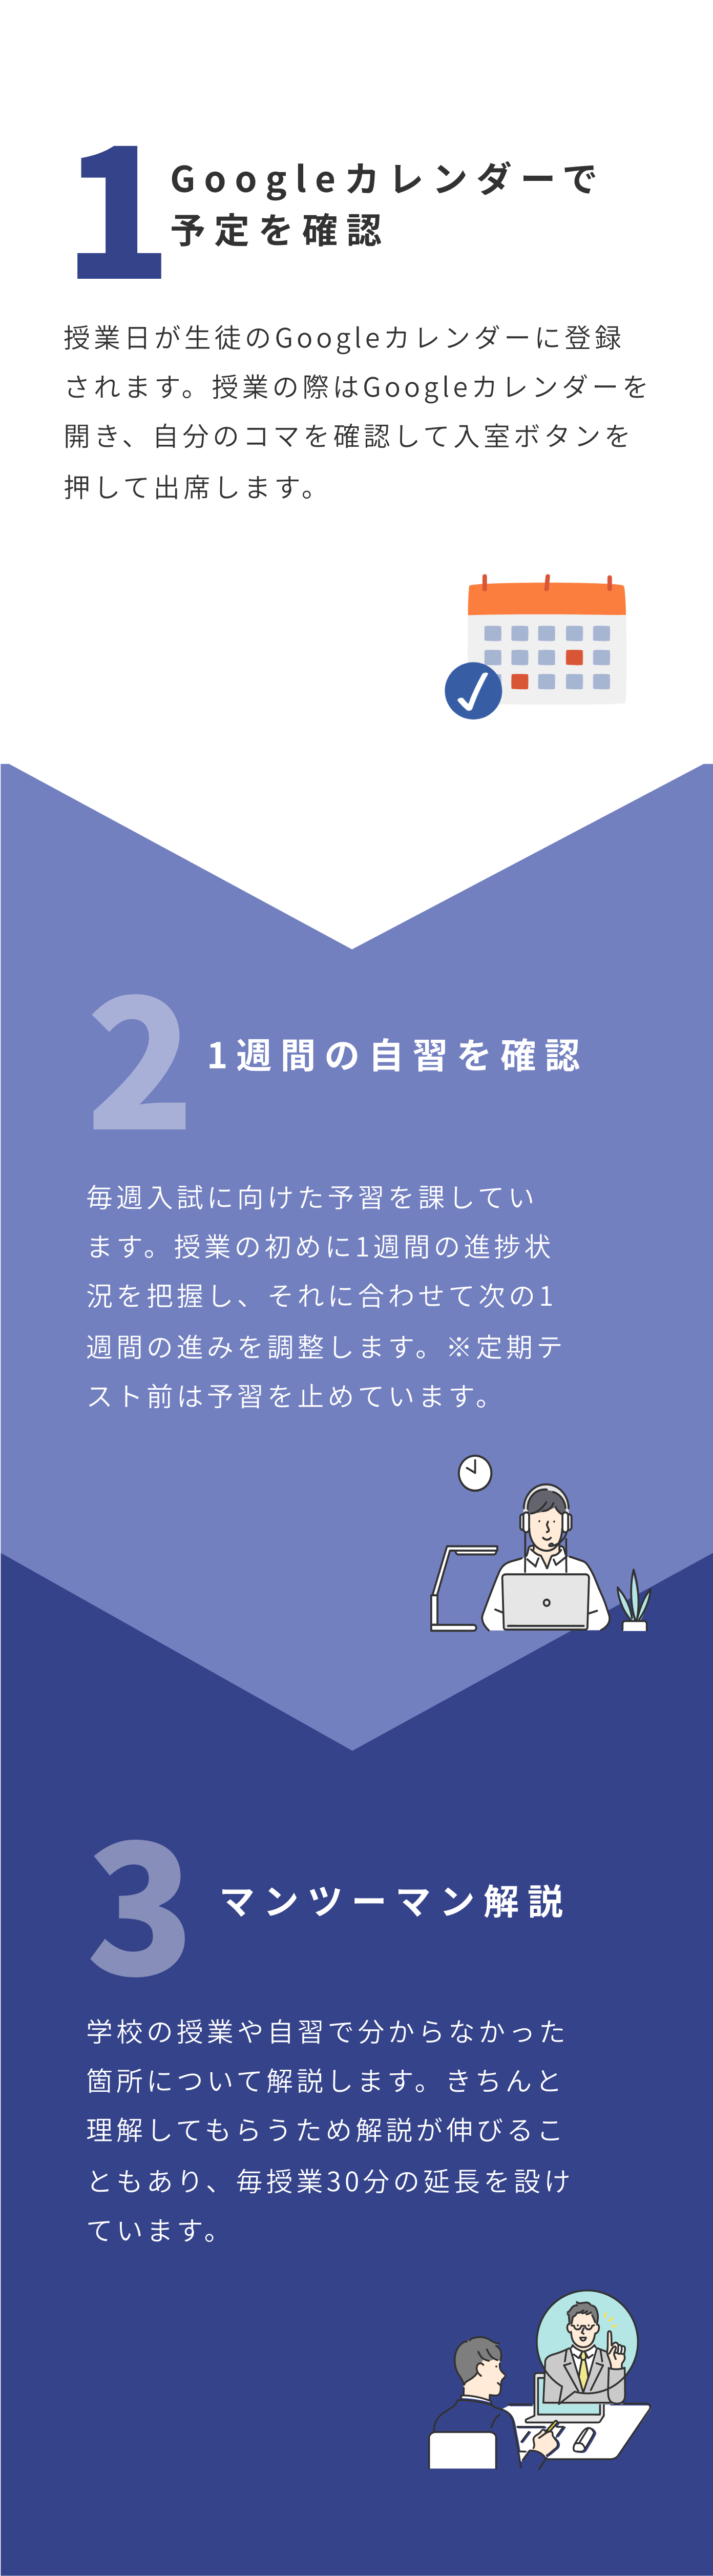 1
Googleカレンダーで
予定を確認
授業日が生徒のGoogleカレンダーに登録
されます。授業の際はGoogleカレンダーを
開き、自分のコマを確認して入室ボタンを
押して出席します。
2
1週間の自習を確認
毎週入試に向けた予習を課してい
ます。授業の初めに1週間の進捗状
況を把握し、それに合わせて次の1
週間の進みを調整します。※定期テ
スト前は予習を止めています。
3
マンツーマン解説
学校の授業や自習で分からなかった
箇所について解説します。きちんと
理解してもらうため解説が伸びるこ
ともあり、毎授業30分の延長を設け
ています。